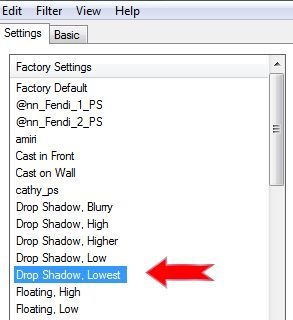 Edit Filter View Help
Settings Basic
Factory Settings
Factory Default
@nn_Fendi_1_PS
@nn_Fendi_2_PS
amiri
Cast in Front
Cast on Wall
cathy_ps
Drop Shadow, Blurry
Drop Shadow, High
Drop Shadow, Higher
Drop Shadow, Low
Drop Shadow, Lowest
Floating, High
Floating, Low